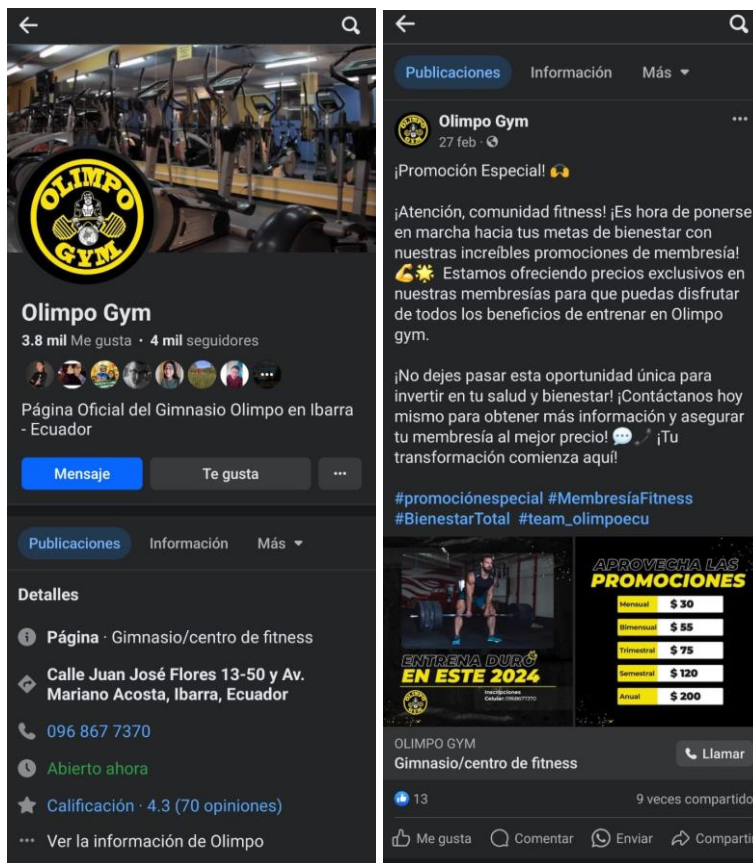 OLIMPO
GYM
Olimpo Gym
3.8 mil Me gusta • 4 mil seguidores
Página Oficial del Gimnasio Olimpo en Ibarra
- Ecuador
Mensaje
Te gusta
Publicaciones Información Más
Detalles
Página · Gimnasio/centro de fitness
Calle Juan José Flores 13-50 y Av.
Mariano Acosta, Ibarra, Ecuador
096 867 7370
Abierto ahora
Calificación · 4.3 (70 opiniones)
Ver la información de Olimpo
Publicaciones Información Más
Olimpo Gym
27 feb ·
¡Promoción Especial!
¡Atención, comunidad fitness! ¡Es hora de ponerse
en marcha hacia tus metas de bienestar con
nuestras increíbles promociones de membresía!
Estamos ofreciendo precios exclusivos en
nuestras membresías para que puedas disfrutar
de todos los beneficios de entrenar en Olimpo
gym.
¡No dejes pasar esta oportunidad única para
invertir en tu salud y bienestar! ¡Contáctanos hoy
mismo para obtener más información y asegurar
tu membresía al mejor precio! ¡Tu
transformación comienza aquí!
#promociónespecial #MembresíaFitness
#BienestarTotal #team_olimpoecu
ENTRENA DURO
EN ESTE 2024
Inscripciones
Celular: 0968677370
APROVECHA LAS
PROMOCIONES
Mensual $ 30
Bimensual $ 55
Trimestral $ 75
Semestral $ 120
Anual $ 200
OLIMPO GYM
Gimnasio/centro de fitness
Llamar
13
9 veces compartido
Me gusta Comentar Enviar Comparti